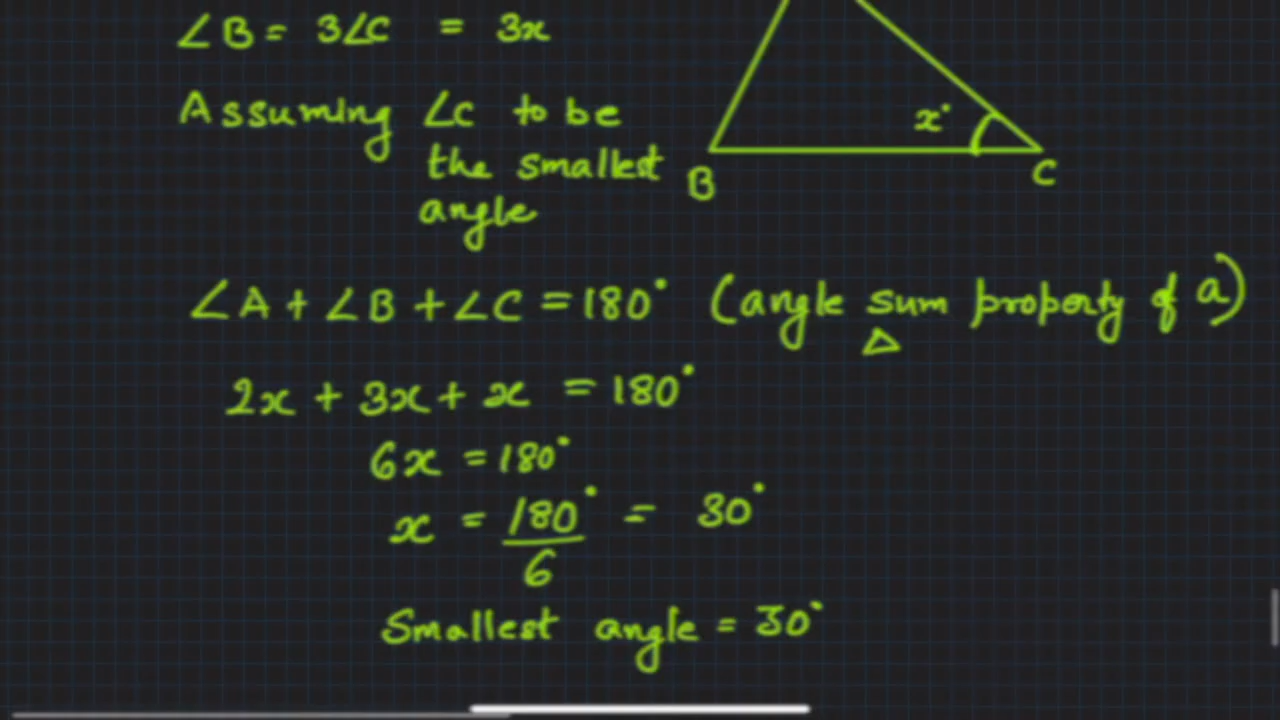 ∠B = 3∠C = 3x
Assuming ∠C to be
the smallest
angle
x°
B
C
∠A + ∠B + ∠C = 180° (angle sum property of a)
△
2x + 3x + x = 180°
6x = 180°
x = 180°/6 = 30°
Smallest angle = 30°